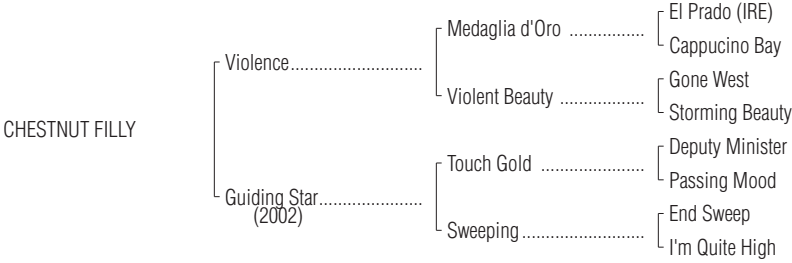 El Prado (IRE)
Medaglia d'Oro ................
Cappucino Bay
Violence............................
Gone West
Violent Beauty ..................
Storming Beauty
CHESTNUT FILLY
Deputy Minister
Touch Gold ......................
Passing Mood
Guiding Star......................
(2002)
End Sweep
Sweeping..........................
I'm Quite High